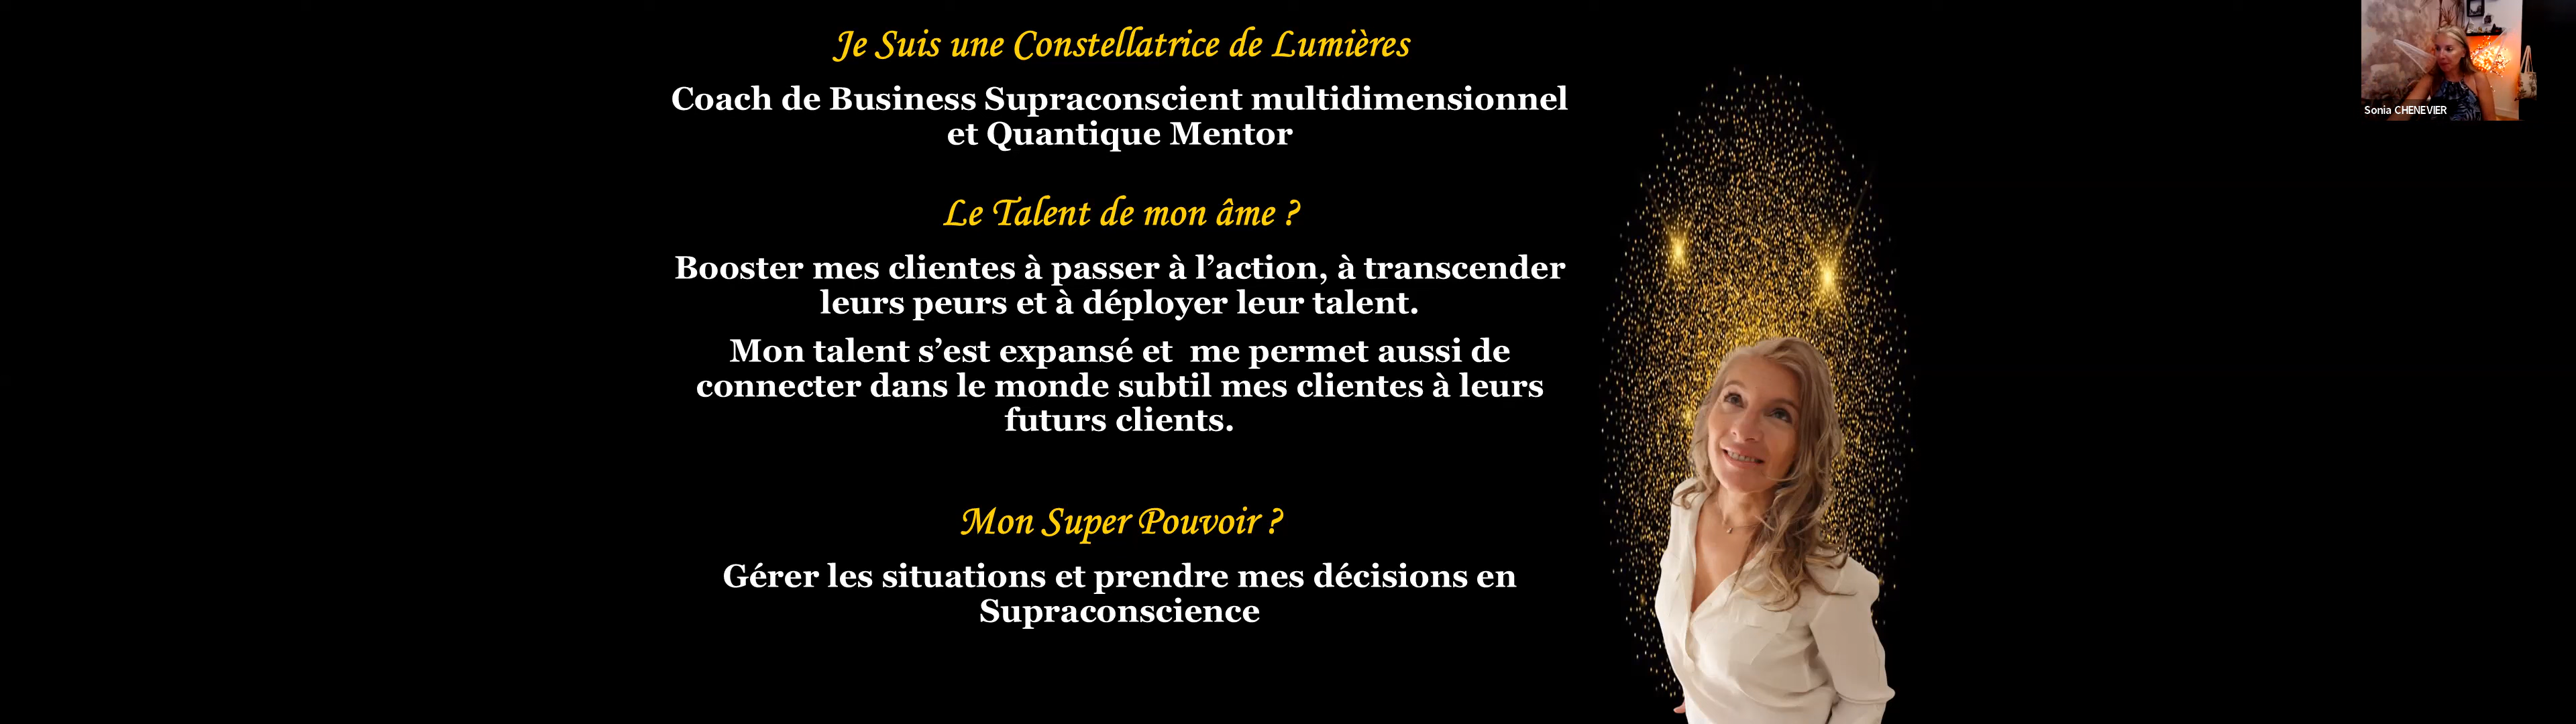 Je Suis une Constellatrice de Lumières
Coach de Business Supraconscient multidimensionnel
et Quantique Mentor
Le Talent de mon âme ?
Booster mes clientes à passer à l’action, à transcender
leurs peurs et à déployer leur talent.
Mon talent s’est expansé et  me permet aussi de
connecter dans le monde subtil mes clientes à leurs
futurs clients.
Mon Super Pouvoir ?
Gérer les situations et prendre mes décisions en
Supraconscience
Sonia CHENEVIER